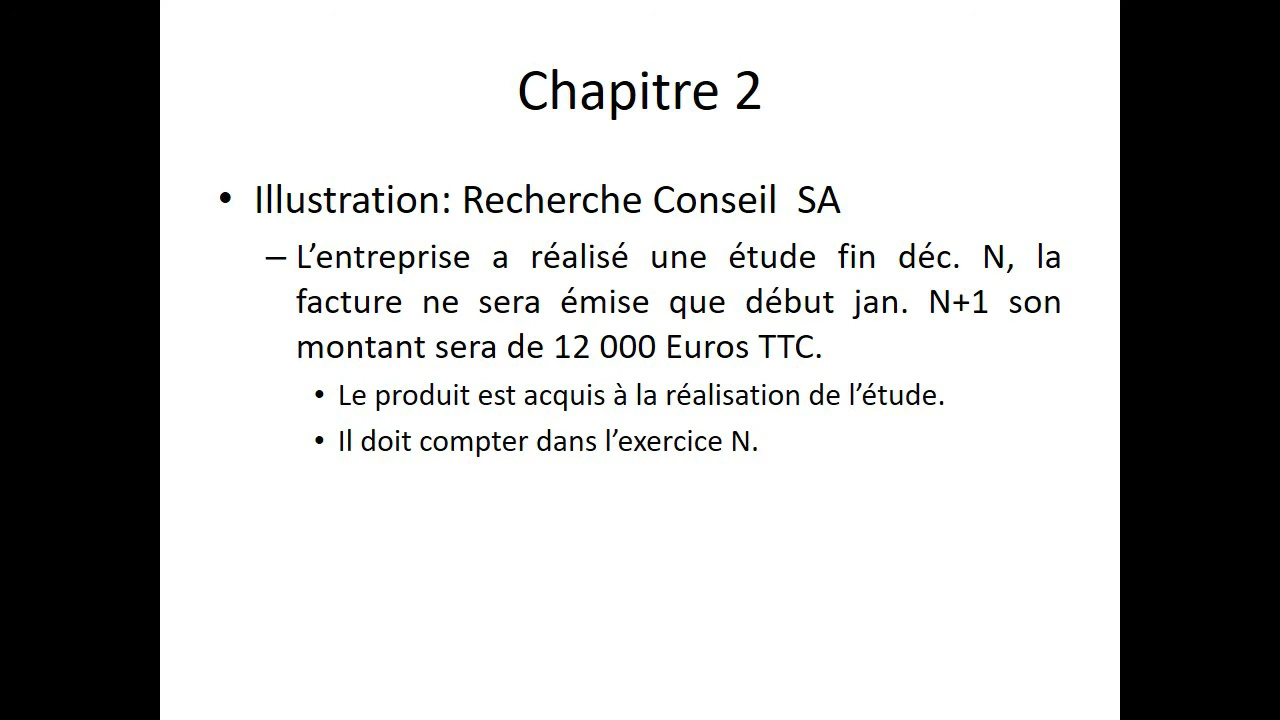 Chapitre 2
• Illustration: Recherche Conseil  SA
– L’entreprise a réalisé une étude fin déc. N, la
facture ne sera émise que début jan. N+1 son
montant sera de 12 000 Euros TTC.
• Le produit est acquis à la réalisation de l’étude.
• Il doit compter dans l’exercice N.